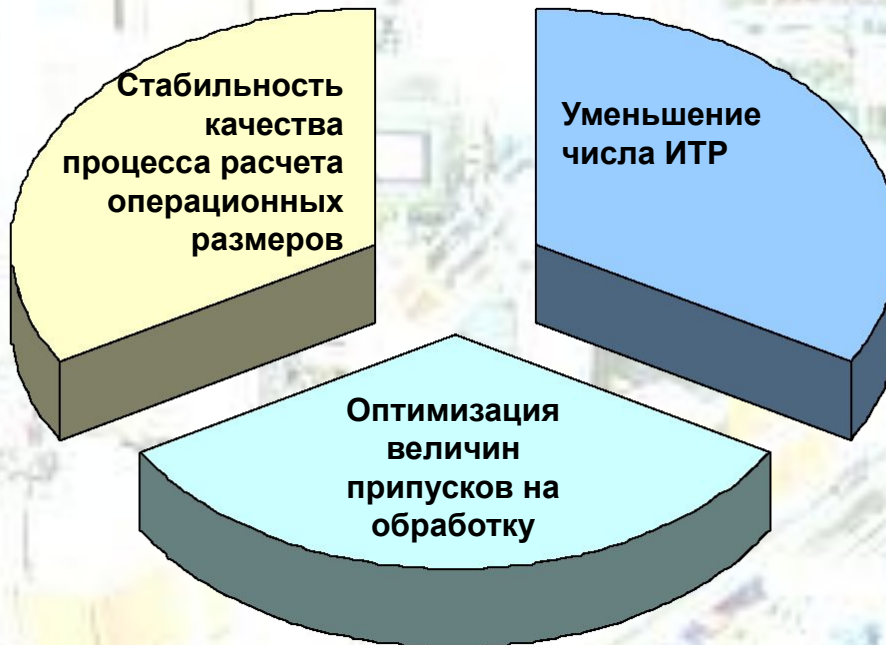 Стабильность
качества
процесса расчета
операционных
размеров
Уменьшение
числа ИТР
Оптимизация
величин
припусков на
обработку